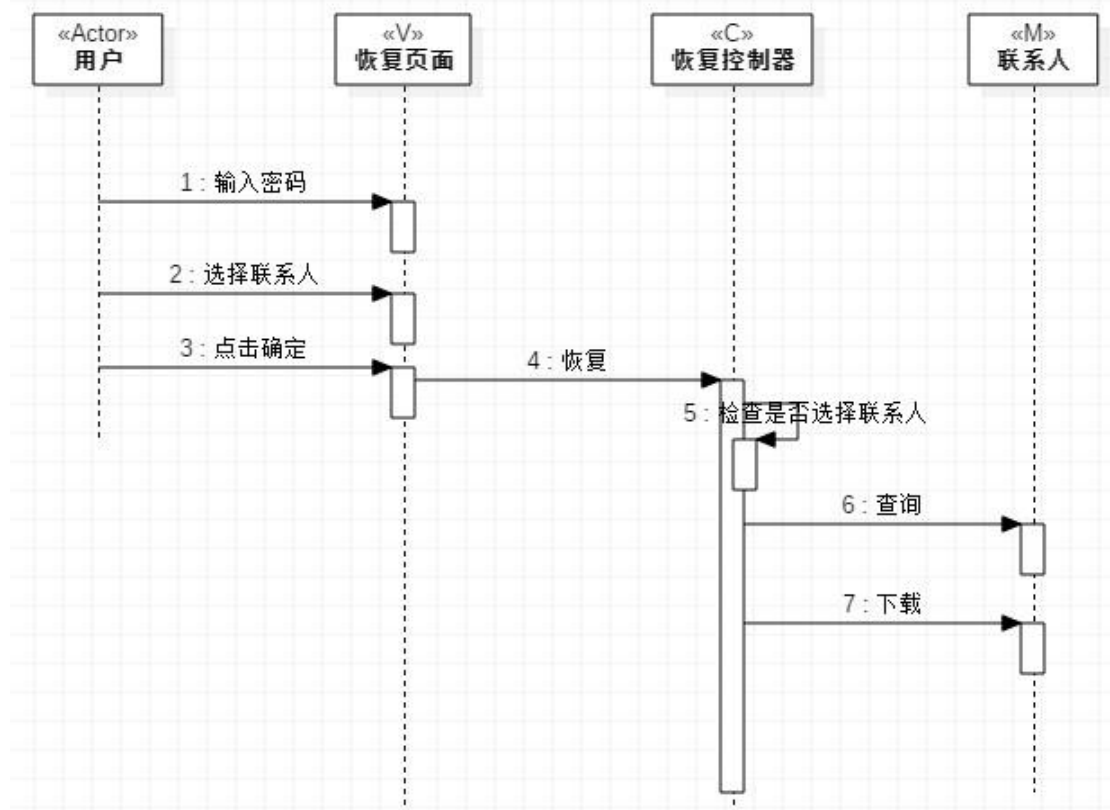 «Actor»
用户
«V»
恢复页面
«C»
恢复控制器
«M»
联系人
1 : 输入密码
2 : 选择联系人
3 : 点击确定
4 : 恢复
5 : 检查是否选择联系人
6 : 查询
7 : 下载